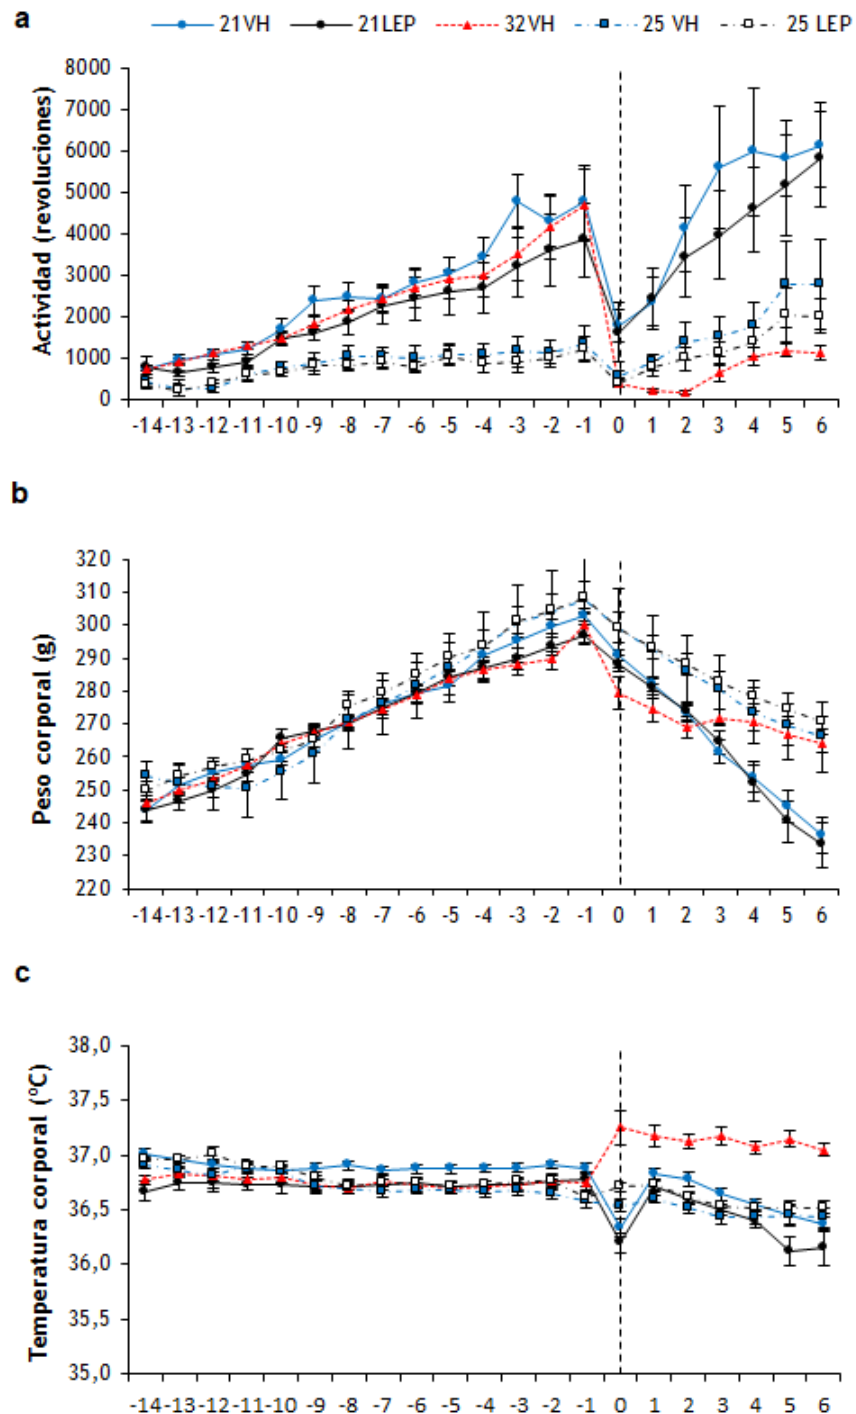 a
21VH 21LEP 32VH 25 VH 25 LEP
Actividad (revoluciones)
8000
7000
6000
5000
4000
3000
2000
1000
0
-14 -13 -12 -11 -10 -9 -8 -7 -6 -5 -4 -3 -2 -1 0 1 2 3 4 5 6
b
Peso corporal (g)
320
310
300
290
280
270
260
250
240
230
220
-14 -13 -12 -11 -10 -9 -8 -7 -6 -5 -4 -3 -2 -1 0 1 2 3 4 5 6
c
Temperatura corporal (ºC)
38,0
37,5
37,0
36,5
36,0
35,5
35,0
-14 -13 -12 -11 -10 -9 -8 -7 -6 -5 -4 -3 -2 -1 0 1 2 3 4 5 6